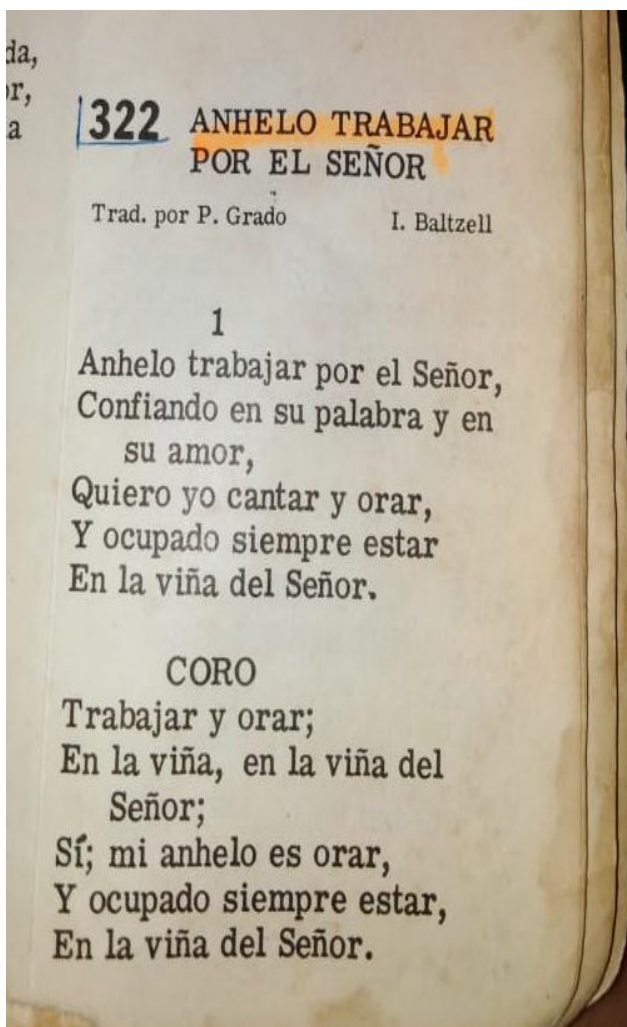 da,
or,
a
322 ANHELO TRABAJAR
POR EL SEÑOR
Trad. por P. Grado I. Baltzell
1
Anhelo trabajar por el Señor,
Confiando en su palabra y en
su amor,
Quiero yo cantar y orar,
Y ocupado siempre estar
En la viña del Señor.
CORO
Trabajar y orar;
En la viña, en la viña del
Señor;
Sí; mi anhelo es orar,
Y ocupado siempre estar,
En la viña del Señor.